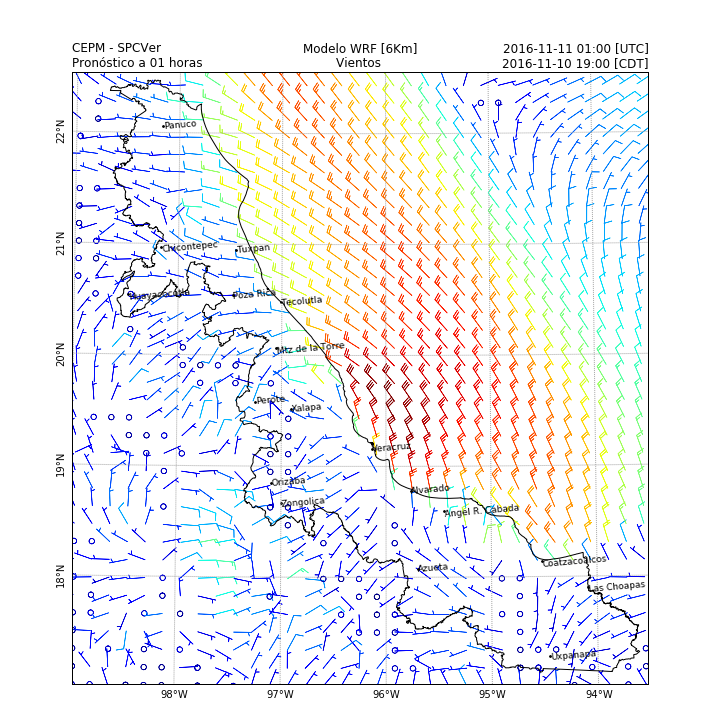 CEPM - SPCVer
Modelo WRF [6Km]
2016-11-11 01:00 [UTC]
Pronóstico a 01 horas
Vientos
2016-11-10 19:00 [CDT]
22°N
Panuco
21°N
Chicontepec
Tuxpan
Huayacocotla
Poza Rica
Tecolutla
20°N
Mtz de la Torre
Perote
Xalapa
Veracruz
19°N
Orizaba
Alvarado
Zongolica
Angel R. Cabada
18°N
Azueta
Coatzacoalcos
Las Choapas
Uxpanapa
98°W
97°W
96°W
95°W
94°W